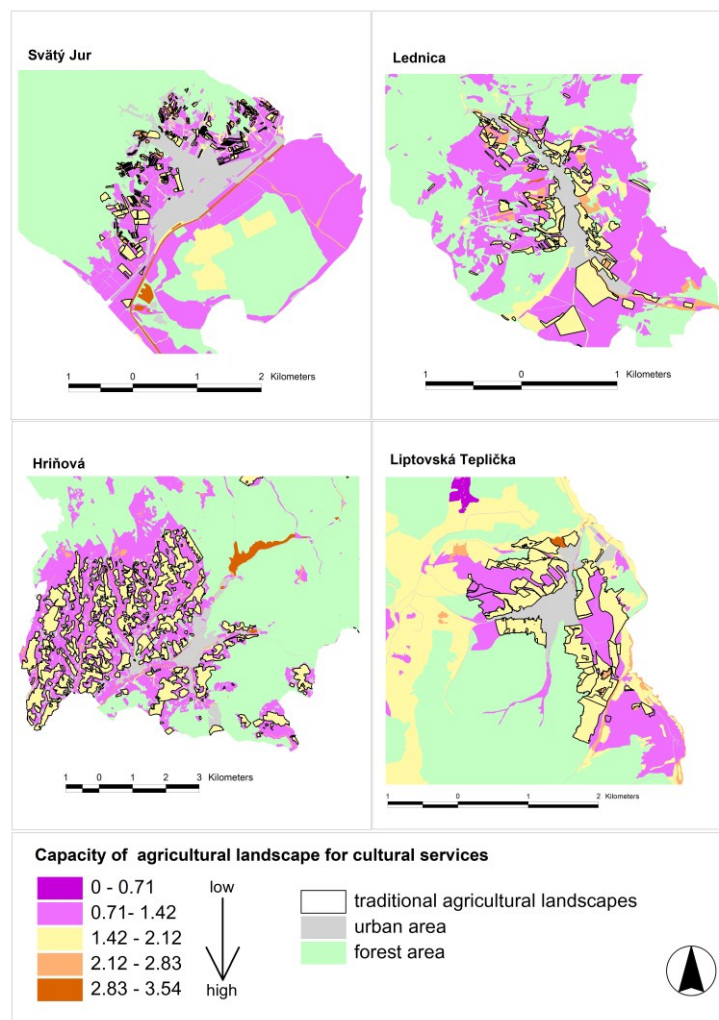 Svätý Jur
1 0 1 2 Kilometers
Lednica
1 0 1 Kilometers
Hriňová
1 0 1 2 3 Kilometers
Liptovská Teplička
1 0 1 2 Kilometers
Capacity of agricultural landscape for cultural services
0 - 0.71
0.71- 1.42
1.42 - 2.12
2.12 - 2.83
2.83 - 3.54
low
high
traditional agricultural landscapes
urban area
forest area